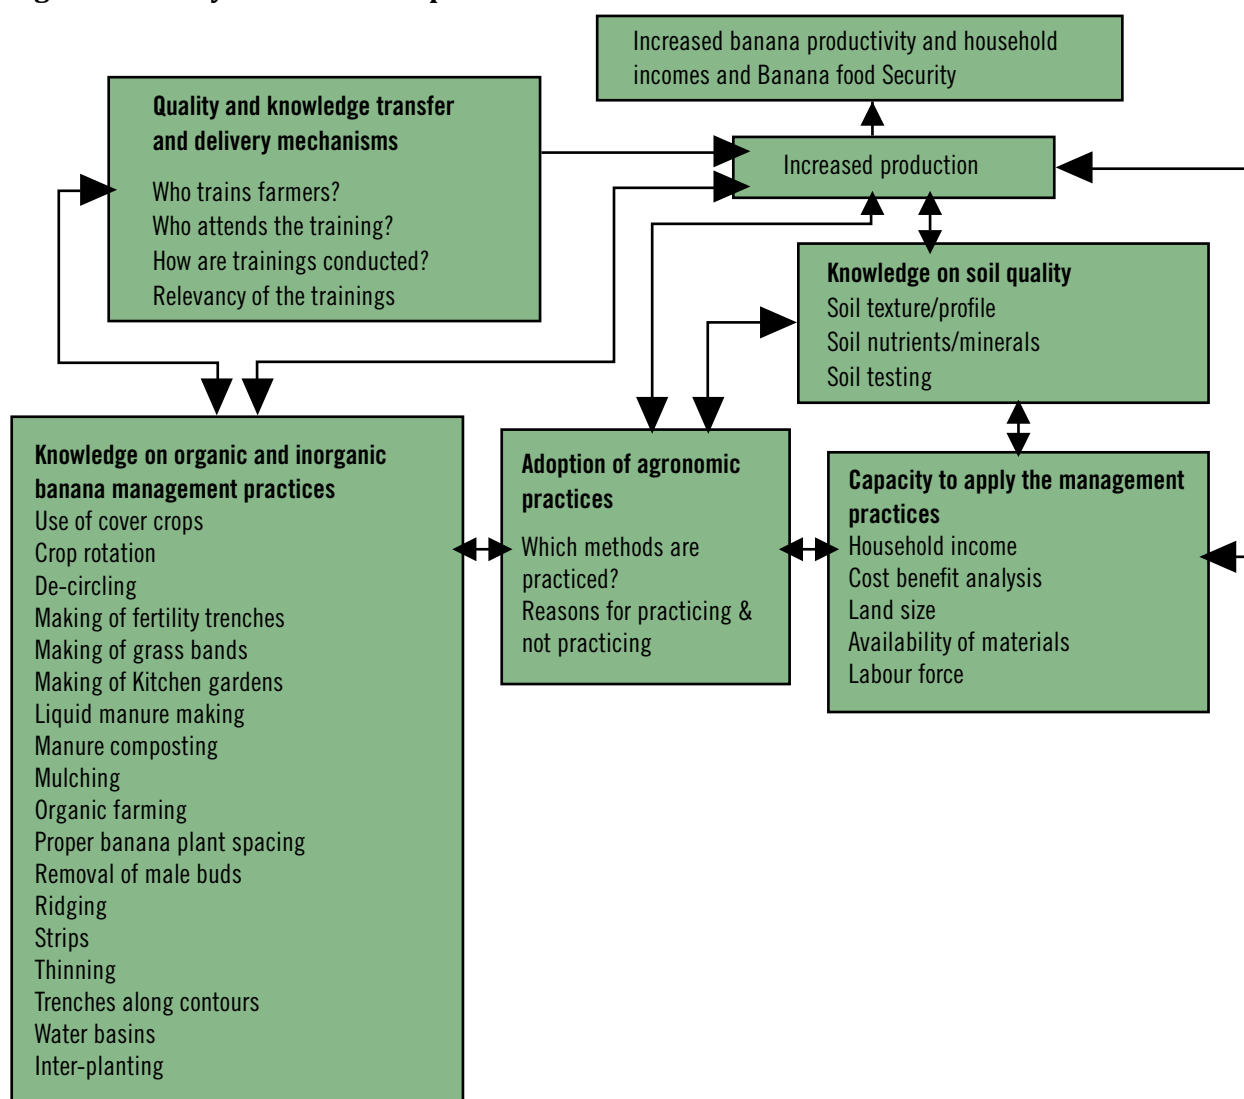 Increased banana productivity and household
incomes and Banana food Security
Quality and knowledge transfer
and delivery mechanisms
Who trains farmers?
Who attends the training?
How are trainings conducted?
Relevancy of the trainings
Increased production
Knowledge on soil quality
Soil texture/profile
Soil nutrients/minerals
Soil testing
Knowledge on organic and inorganic
banana management practices
Use of cover crops
Crop rotation
De-circling
Making of fertility trenches
Making of grass bands
Making of Kitchen gardens
Liquid manure making
Manure composting
Mulching
Organic farming
Proper banana plant spacing
Removal of male buds
Ridging
Strips
Thinning
Trenches along contours
Water basins
Inter-planting
Adoption of agronomic
practices
Which methods are
practiced?
Reasons for practicing &
not practicing
Capacity to apply the management
practices
Household income
Cost benefit analysis
Land size
Availability of materials
Labour force